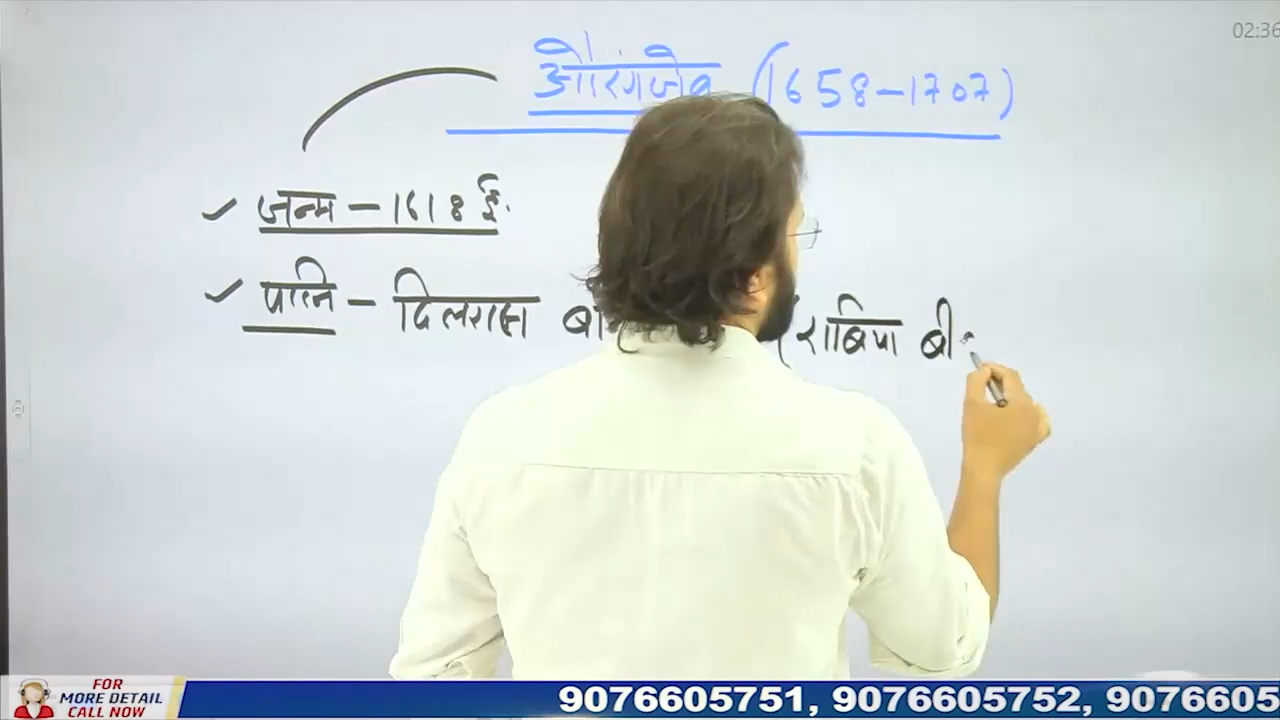 02:36
औरंगजेब (1658-1707)
✓ जन्म - 1618 ई.
✓ पत्नि - दिलरास बा (राबिया बी
FOR
MORE DETAIL
CALL NOW
9076605751, 9076605752, 9076605